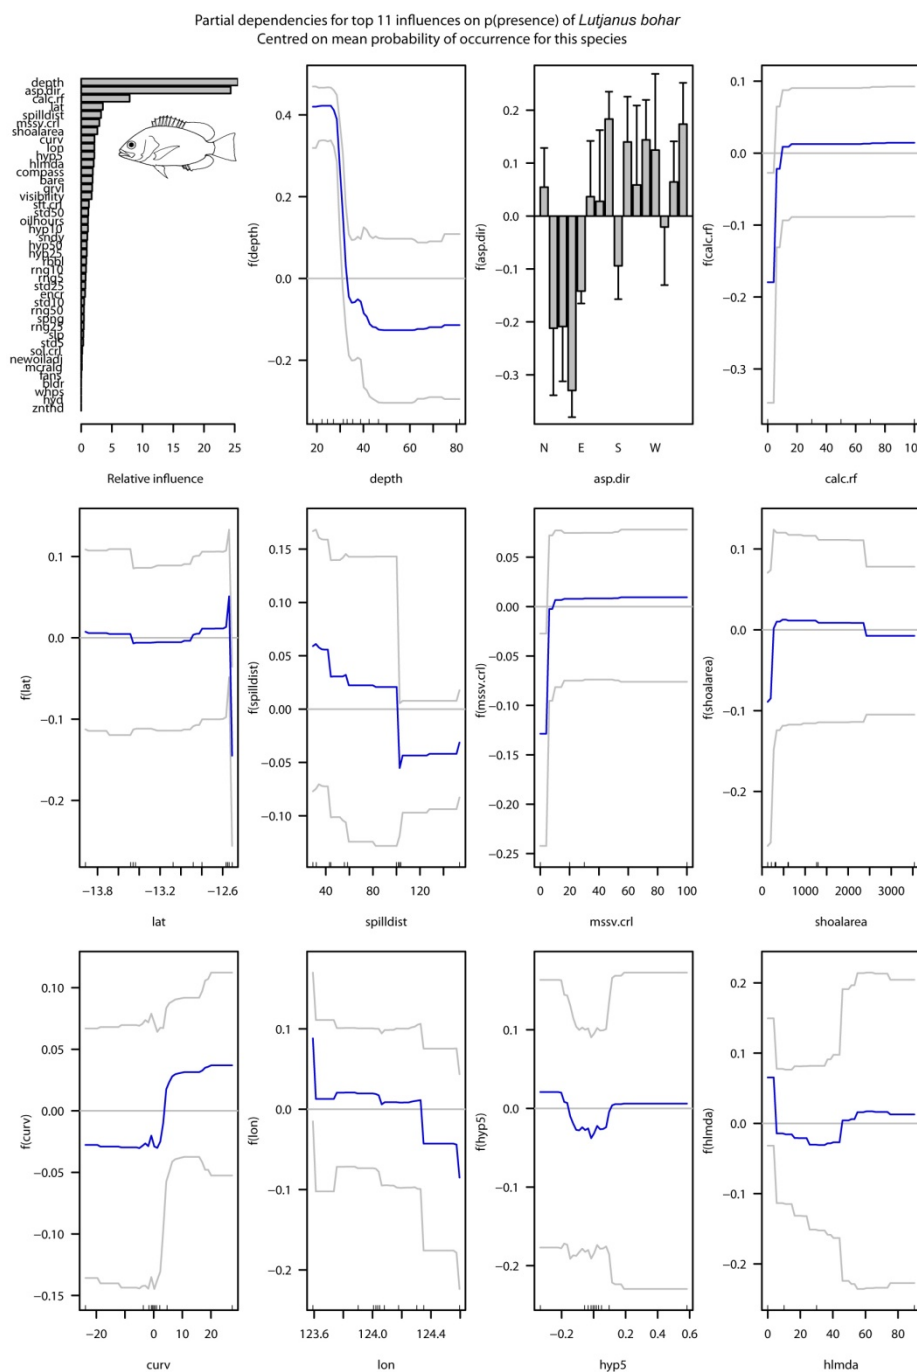 Partial dependencies for top 11 influences on p(presence) of Lutjanus bohar
Centred on mean probability of occurrence for this species
depth
asp.dir
calc.rf
lat
spilldist
mssv.crl
shoalarea
curv
lop
hyp5
hlmda
compass
bare
grvl
visibility
sft.crl
std50
oilhours
hyp10
sndy
hyp50
hyp25
rbbl
rng10
rng5
std25
encr
std10
rng50
spng
rng25
slp
std5
sol.crl
newoiladj
mcralg
fans
bldr
whps
hyd
znthd
0 5 10 15 20 25
Relative influence
f(depth)
0.4
0.2
0.0
−0.2
20 40 60 80
depth
f(asp.dir)
0.2
0.1
0.0
−0.1
−0.2
−0.3
N E S W
asp.dir
f(calc.rf)
0.1
0.0
−0.1
−0.2
−0.3
0 20 40 60 80 100
calc.rf
f(lat)
0.1
0.0
−0.1
−0.2
−13.8 −13.2 −12.6
lat
f(spilldist)
0.15
0.10
0.05
0.00
−0.05
−0.10
40 80 120
spilldist
f(mssv.crl)
0.05
0.00
−0.05
−0.10
−0.15
−0.20
−0.25
0 20 40 60 80 100
mssv.crl
f(shoalarea)
0.1
0.0
−0.1
−0.2
0 1000 2000 3000
shoalarea
f(curv)
0.10
0.05
0.00
−0.05
−0.10
−0.15
−20 0 10 20
curv
f(lon)
0.1
0.0
−0.1
−0.2
123.6 124.0 124.4
lon
f(hyp5)
0.1
0.0
−0.1
−0.2
−0.2 0.2 0.4 0.6
hyp5
f(hlmda)
0.2
0.1
0.0
−0.1
−0.2
0 20 40 60 80
hlmda